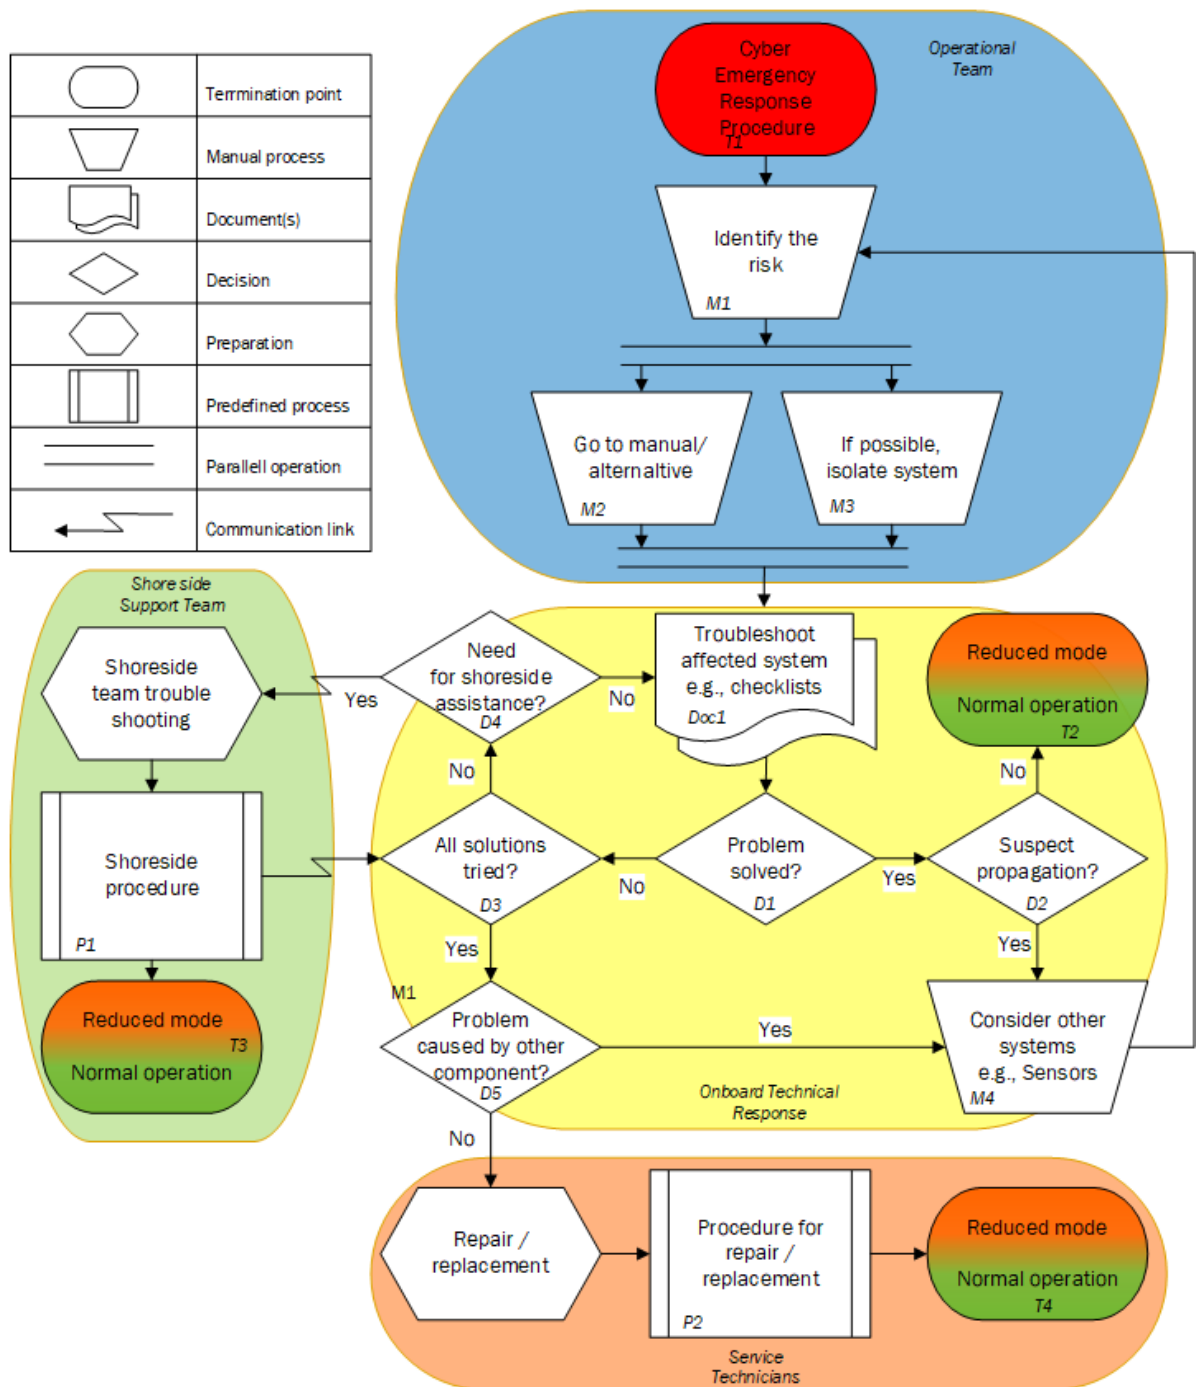 Terrmination point
Manual process
Document(s)
Decision
Preparation
Predefined process
Parallell operation
Communication link
Operational
Team
Cyber
Emergency
Response
Procedure
T1
Identify the
risk
M1
Go to manual/
alternaltive
M2
If possible,
isolate system
M3
Shore side
Support Team
Shoreside
team trouble
shooting
Yes
Need
for shoreside
assistance?
D4
No
Troubleshoot
affected system
e.g., checklists
Doc1
Reduced mode
Normal operation
T2
No
No
Shoreside
procedure
P1
All solutions
tried?
D3
No
Problem
solved?
D1
Yes
Suspect
propagation?
D2
Yes
Yes
Reduced mode
T3
Normal operation
M1
Problem
caused by other
component?
D5
Yes
Consider other
systems
e.g., Sensors
M4
Onboard Technical
Response
No
Repair /
replacement
Procedure for
repair /
replacement
P2
Reduced mode
Normal operation
T4
Service
Technicians